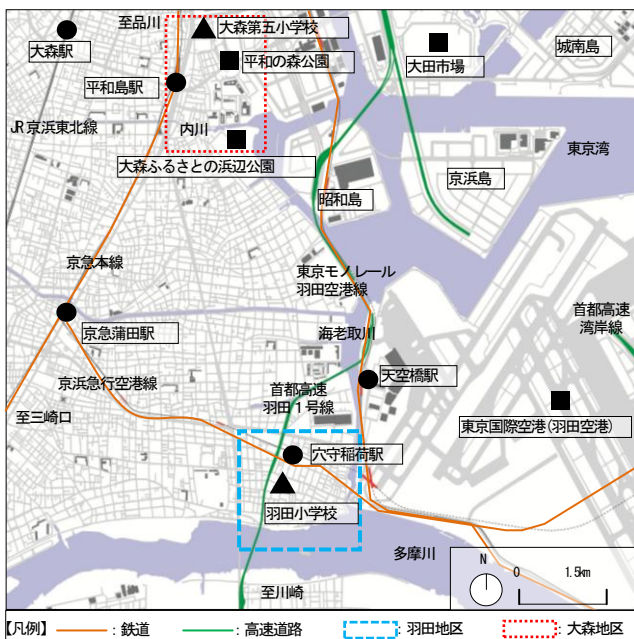 至品川
大森第五小学校
大森駅
平和の森公園
大田市場
城南島
平和島駅
JR京浜東北線
内川
大森ふるさとの浜辺公園
東京湾
京浜島
昭和島
京急本線
東京モノレール
羽田空港線
首都高速
湾岸線
海老取川
京急蒲田駅
京浜急行空港線
天空橋駅
首都高速
羽田1号線
至三崎口
東京国際空港(羽田空港)
穴守稲荷駅
羽田小学校
多摩川
至川崎
N
0 1.5km
【凡例】 : 鉄道 : 高速道路 : 羽田地区 : 大森地区